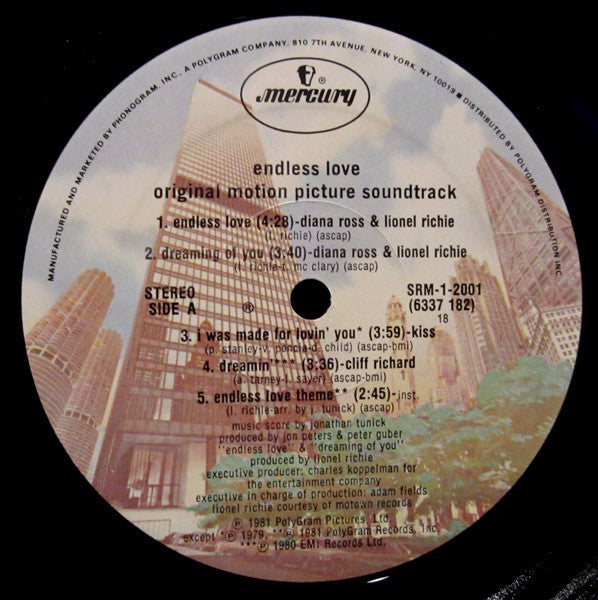 MANUFACTURED AND MARKETED BY PHONOGRAM, INC., A POLYGRAM COMPANY, 810 7TH AVENUE, NEW YORK, NY 10019 ■ DISTRIBUTED BY POLYGRAM DISTRIBUTION INC
®
mercury
endless love
original motion picture soundtrack
1. endless love (4:28)-diana ross & lionel richie
(l. richie) (ascap)
2. dreaming of you (3:40)-diana ross & lionel richie
(l. richie-t. mc clary) (ascap)
STEREO
SIDE A
℗
SRM-1-2001
(6337 182)
18
3. i was made for lovin' you* (3:59)-kiss
(p. stanley-v. poncia-d. child) (ascap-bmi)
4. dreamin'*** (3:36)-cliff richard
(a. tarney-l. sayer) (ascap-bmi)
5. endless love theme** (2:45)-inst.
(l. richie-arr. by j. tunick) (ascap)
music score by jonathan tunick
produced by jon peters & peter guber
"endless love" & "dreaming of you"
produced by lionel richie
executive producer: charles koppelman for
the entertainment company
executive in charge of production: adam fields
lionel richie courtesy of motown records
℗ 1981 PolyGram Pictures, Ltd.
except *℗ 1979, **℗ 1981 PolyGram Records, Inc.
***℗ 1980 EMI Records Ltd.